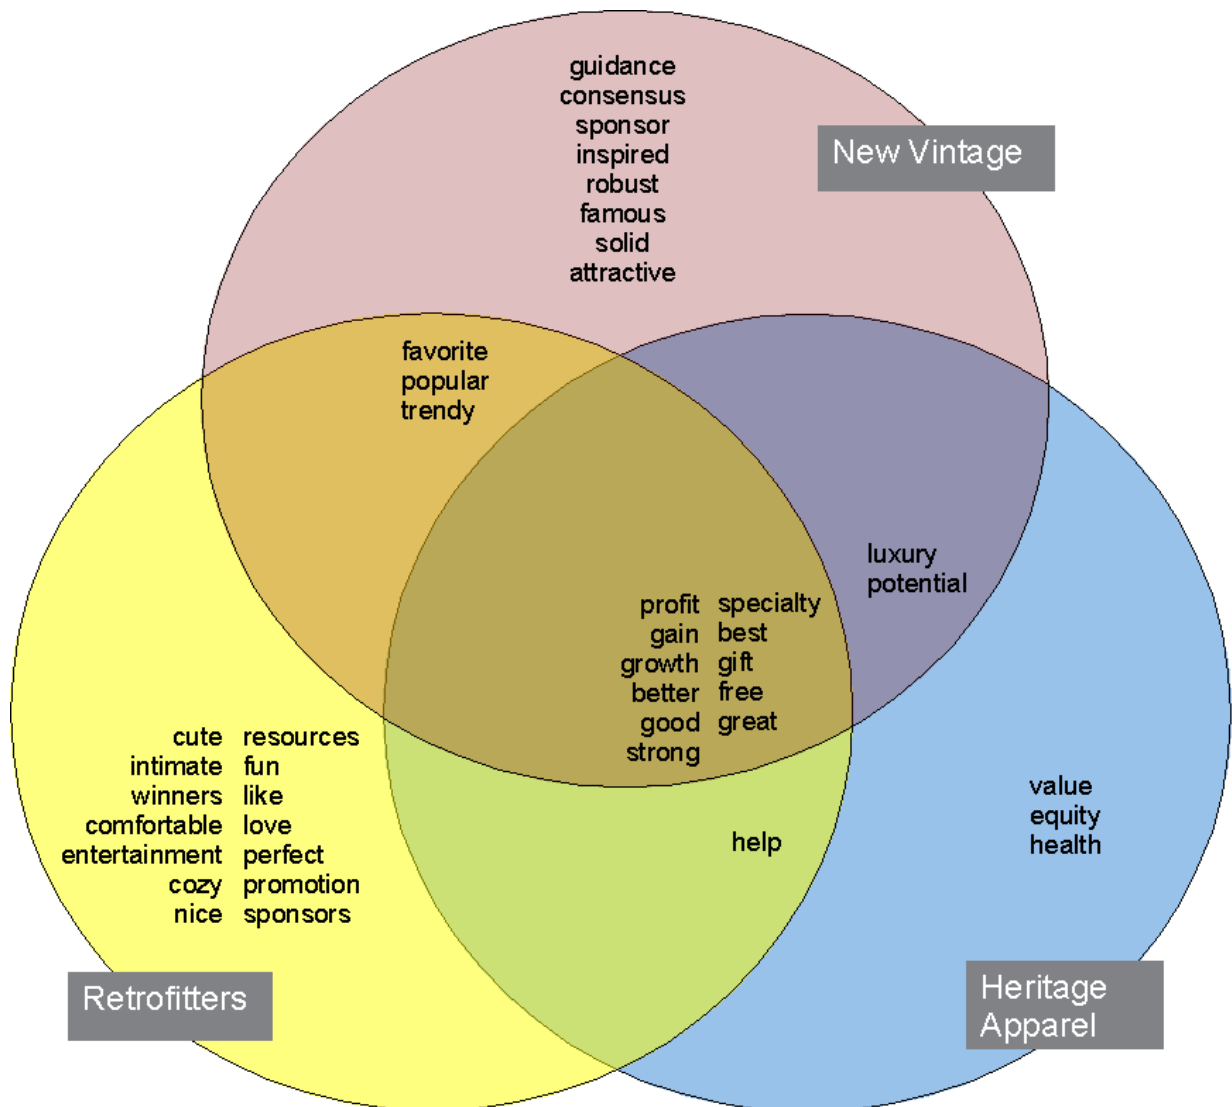 guidance
consensus
sponsor
inspired
robust
famous
solid
attractive
New Vintage
favorite
popular
trendy
luxury
potential
profit specialty
gain best
growth gift
better free
good great
strong
cute resources
intimate fun
winners like
comfortable love
entertainment perfect
cozy promotion
nice sponsors
help
value
equity
health
Retrofitters
Heritage
Apparel